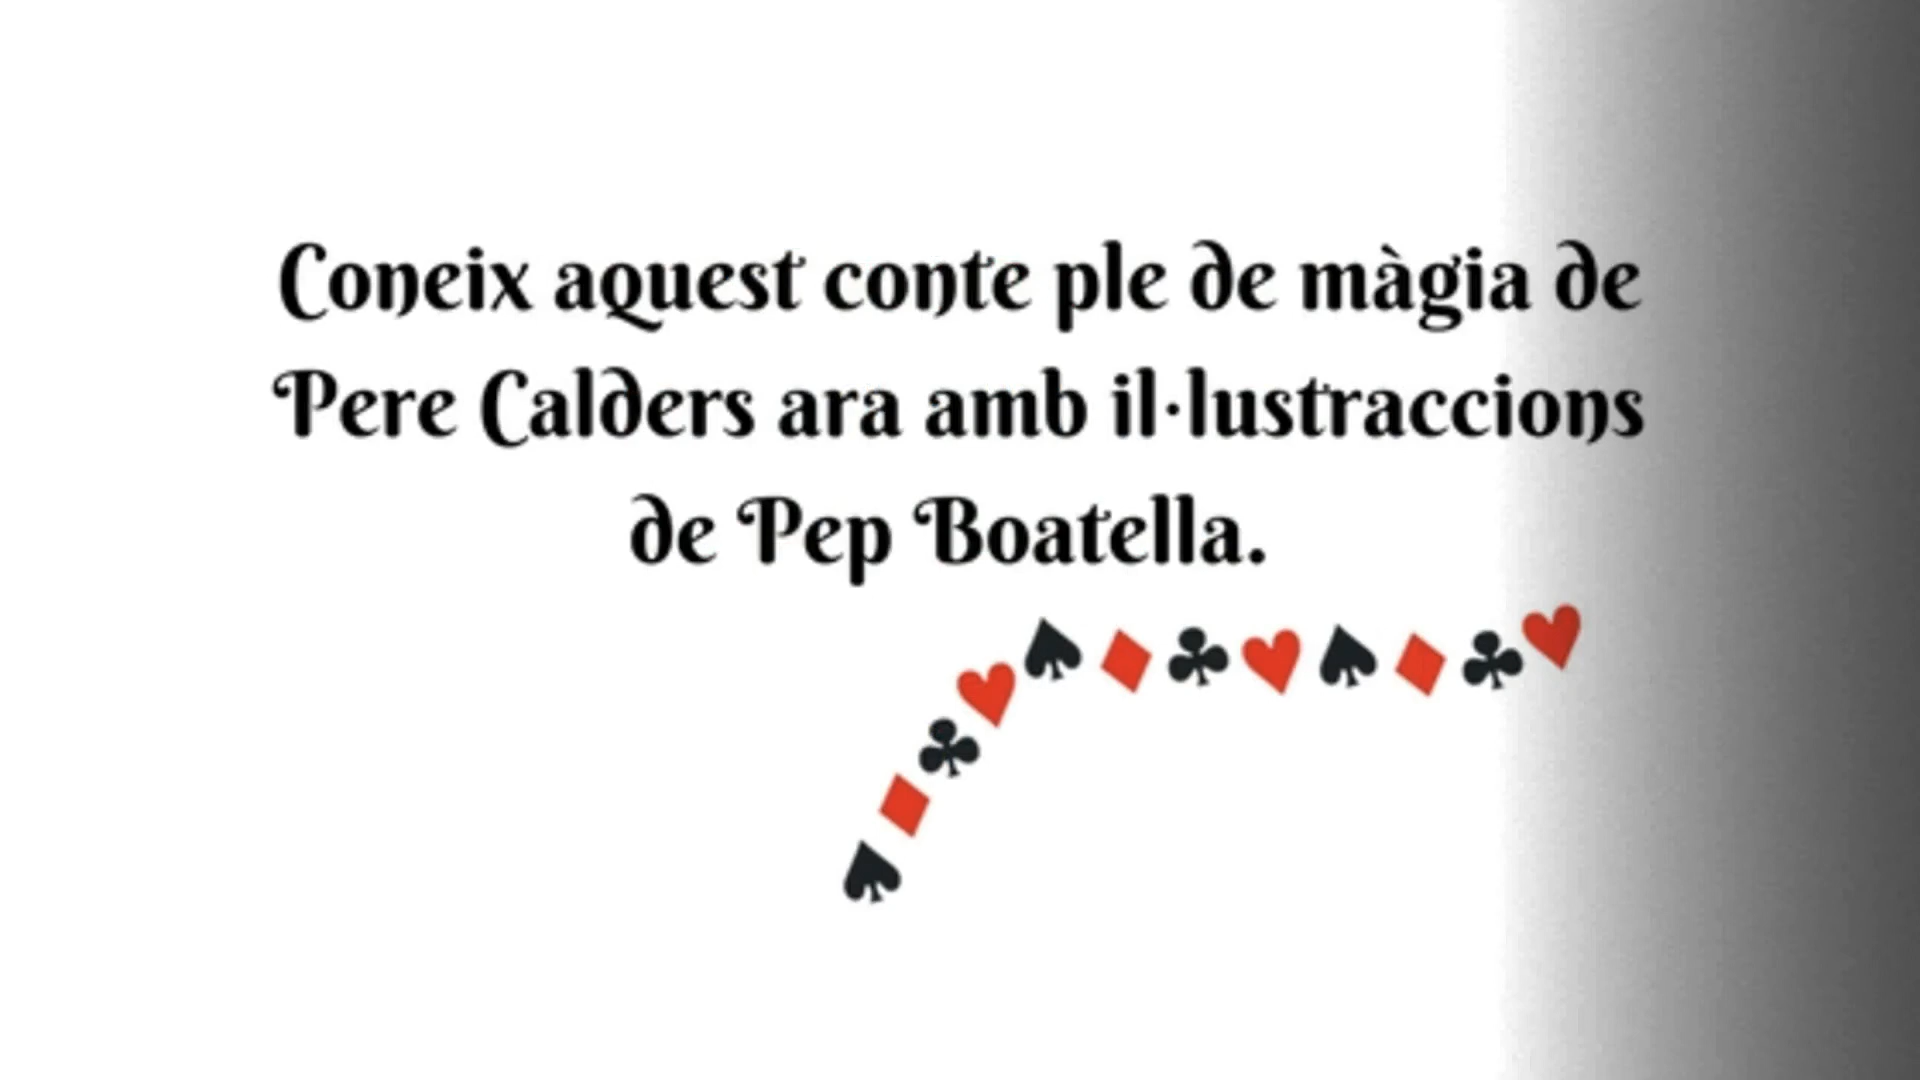 Coneix aquest conte ple de màgia de
Pere Calders ara amb il·lustraccions
de Pep Boatella.